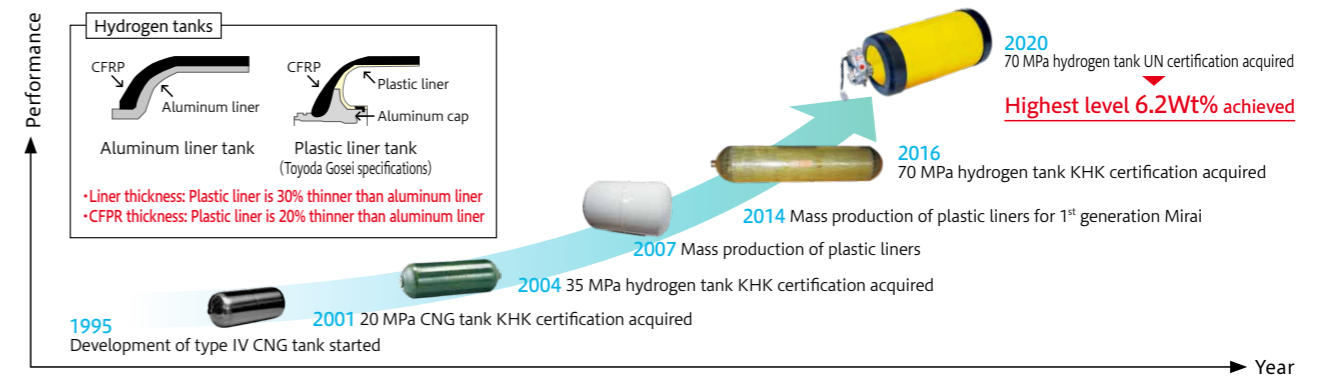 Performance
Hydrogen tanks
CFRP
Aluminum liner
Aluminum liner tank
CFRP
Plastic liner
Aluminum cap
Plastic liner tank
(Toyoda Gosei specifications)
・Liner thickness: Plastic liner is 30% thinner than aluminum liner
・CFPR thickness: Plastic liner is 20% thinner than aluminum liner
1995
Development of type IV CNG tank started
2001 20 MPa CNG tank KHK certification acquired
2004 35 MPa hydrogen tank KHK certification acquired
2007 Mass production of plastic liners
2014 Mass production of plastic liners for 1st generation Mirai
2016
70 MPa hydrogen tank KHK certification acquired
2020
70 MPa hydrogen tank UN certification acquired
Highest level 6.2Wt% achieved
Year